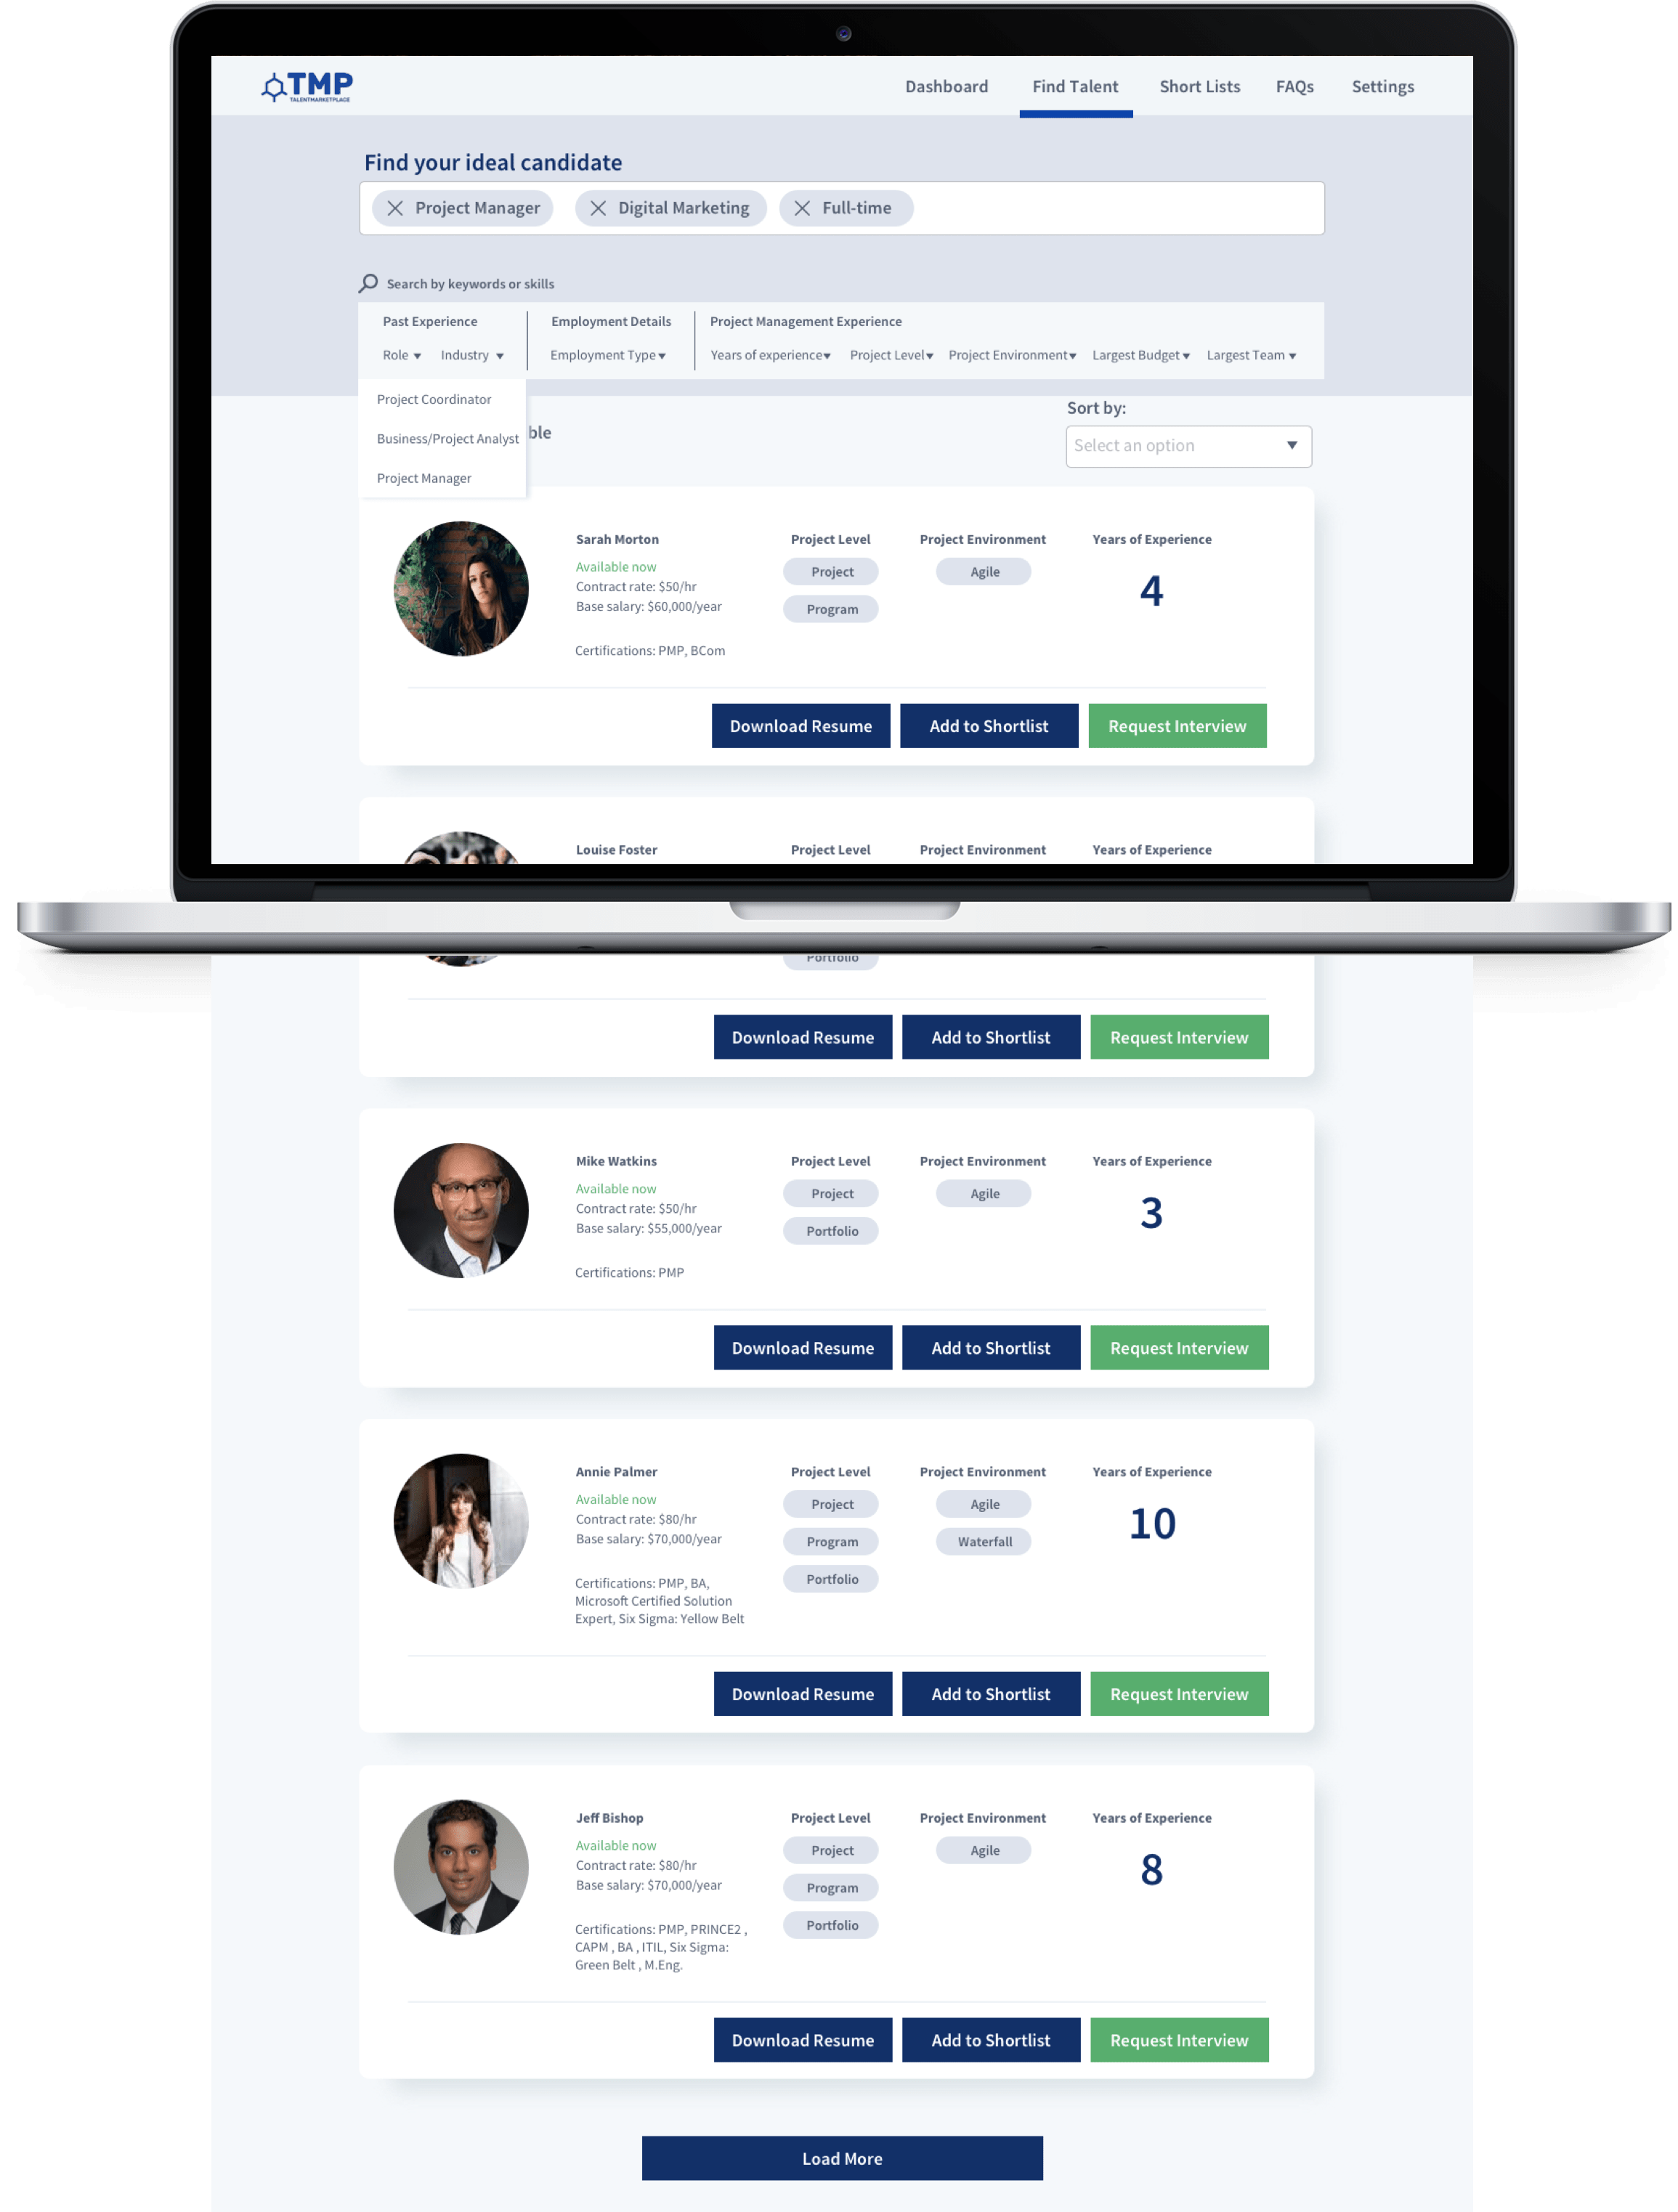 TMP
TALENTMARKETPLACE
Dashboard Find Talent Short Lists FAQs Settings
Find your ideal candidate
Project Manager Digital Marketing Full-time
Search by keywords or skills
Past Experience Employment Details Project Management Experience
Role Industry Employment Type Years of experience Project Level Project Environment Largest Budget Largest Team
Project Coordinator
Business/Project Analyst
Project Manager
ble
Sort by:
Select an option
Sarah Morton Project Level Project Environment Years of Experience
Available now Project Agile 4
Contract rate: $50/hr
Base salary: $60,000/year Program
Certifications: PMP, BCom
Download Resume Add to Shortlist Request Interview
Louise Foster Project Level Project Environment Years of Experience
Portfolio
Download Resume Add to Shortlist Request Interview
Mike Watkins Project Level Project Environment Years of Experience
Available now Project Agile 3
Contract rate: $50/hr
Base salary: $55,000/year Portfolio
Certifications: PMP
Download Resume Add to Shortlist Request Interview
Annie Palmer Project Level Project Environment Years of Experience
Available now Project Agile 10
Contract rate: $80/hr
Base salary: $70,000/year Program Waterfall
Portfolio
Certifications: PMP, BA,
Microsoft Certified Solution
Expert, Six Sigma: Yellow Belt
Download Resume Add to Shortlist Request Interview
Jeff Bishop Project Level Project Environment Years of Experience
Available now Project Agile 8
Contract rate: $80/hr
Base salary: $70,000/year Program
Portfolio
Certifications: PMP, PRINCE2 ,
CAPM , BA , ITIL, Six Sigma:
Green Belt , M.Eng.
Download Resume Add to Shortlist Request Interview
Load More